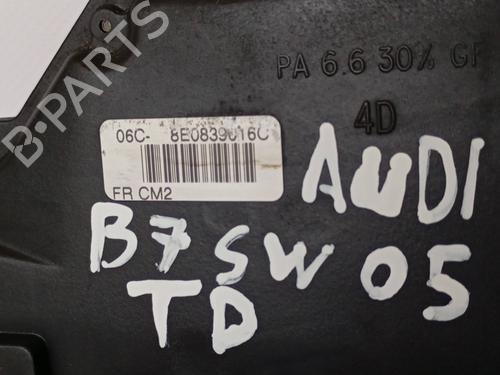 PA 6.6 30% GF
4D
06C- 8E0839016C
FR CM2
AUDI
B7 SW 05
TD
B-PARTS